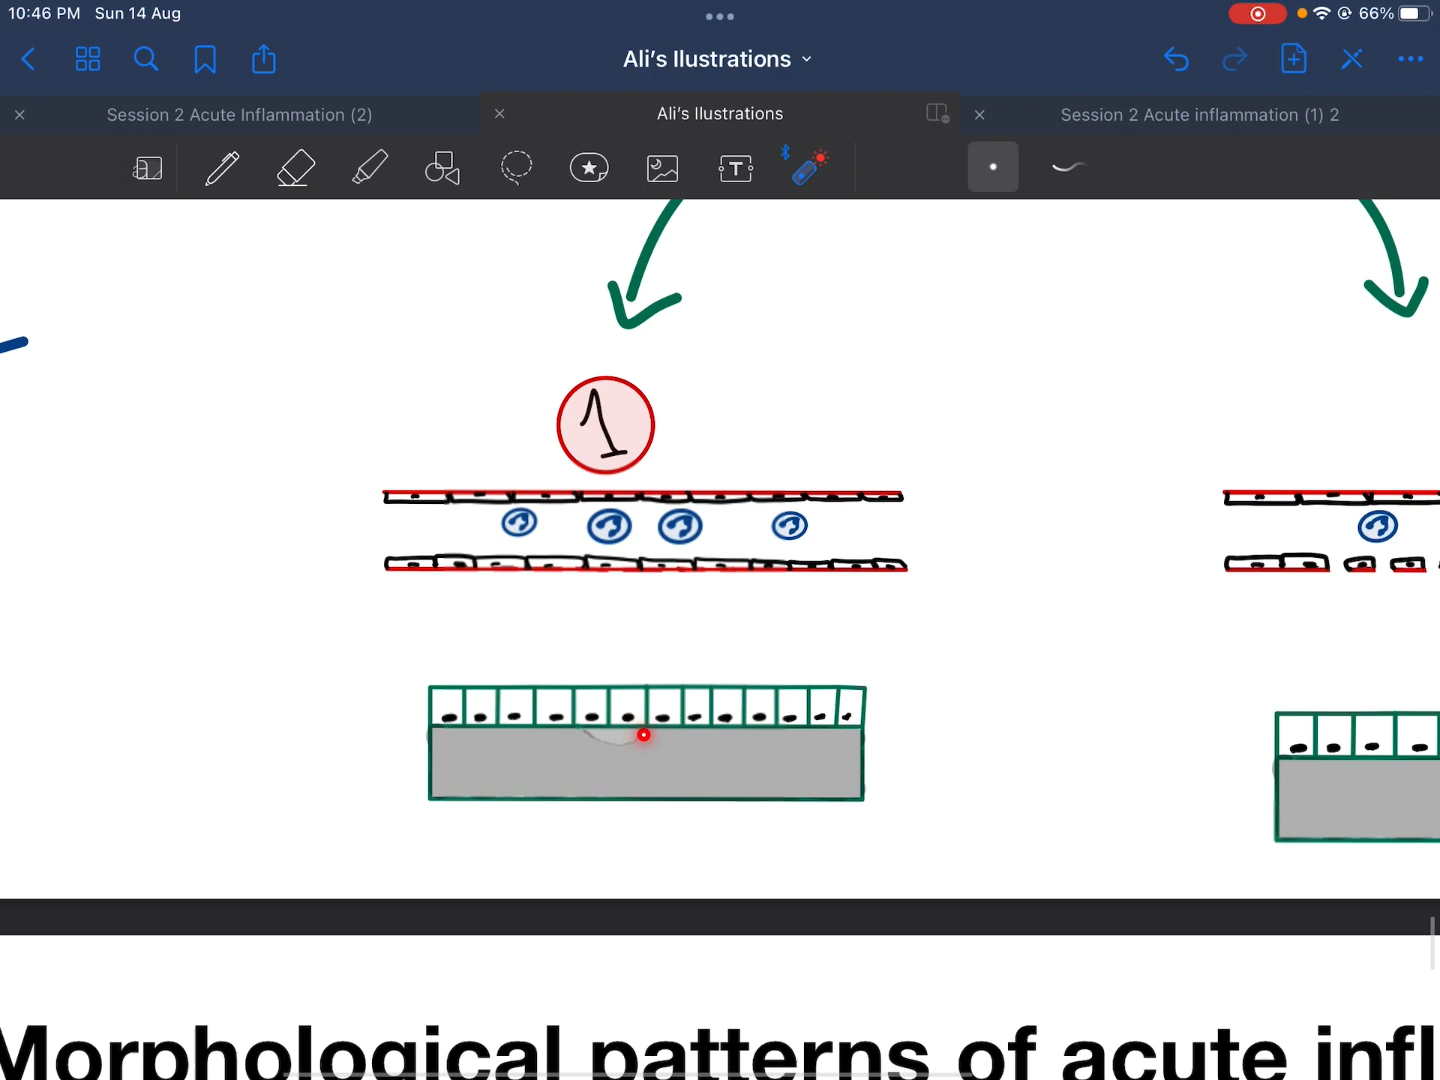 10:46 PM Sun 14 Aug
66%
Ali's Ilustrations
Session 2 Acute Inflammation (2)
Ali's Ilustrations
Session 2 Acute inflammation (1) 2
a
T
1
Morphological patterns of acute infl